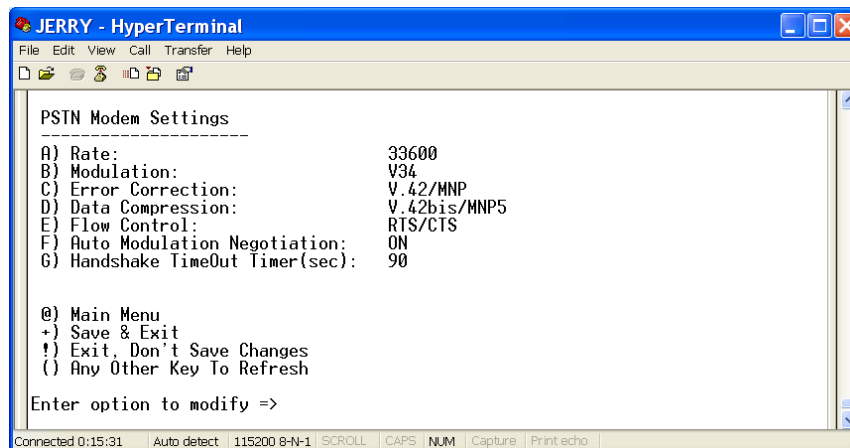 JERRY - HyperTerminal
File Edit View Call Transfer Help
PSTN Modem Settings
---------------------
A) Rate: 33600
B) Modulation: V34
C) Error Correction: V.42/MNP
D) Data Compression: V.42bis/MNP5
E) Flow Control: RTS/CTS
F) Auto Modulation Negotiation: ON
G) Handshake TimeOut Timer(sec): 90
@) Main Menu
+) Save & Exit
!) Exit, Don't Save Changes
() Any Other Key To Refresh
Enter option to modify =>
Connected 0:15:31 Auto detect 115200 8-N-1 SCROLL CAPS NUM Capture Print echo